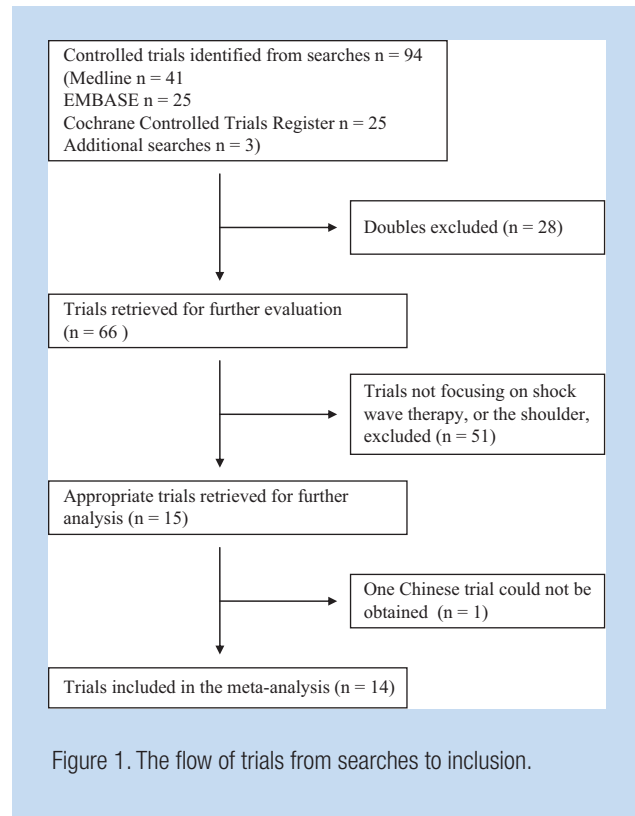 Controlled trials identified from searches n = 94
(Medline n = 41
EMBASE n = 25
Cochrane Controlled Trials Register n = 25
Additional searches n = 3)
Doubles excluded (n = 28)
Trials retrieved for further evaluation
(n = 66 )
Trials not focusing on shock
wave therapy, or the shoulder,
excluded (n = 51)
Appropriate trials retrieved for further
analysis (n = 15)
One Chinese trial could not be
obtained (n = 1)
Trials included in the meta-analysis (n = 14)
Figure 1. The flow of trials from searches to inclusion.